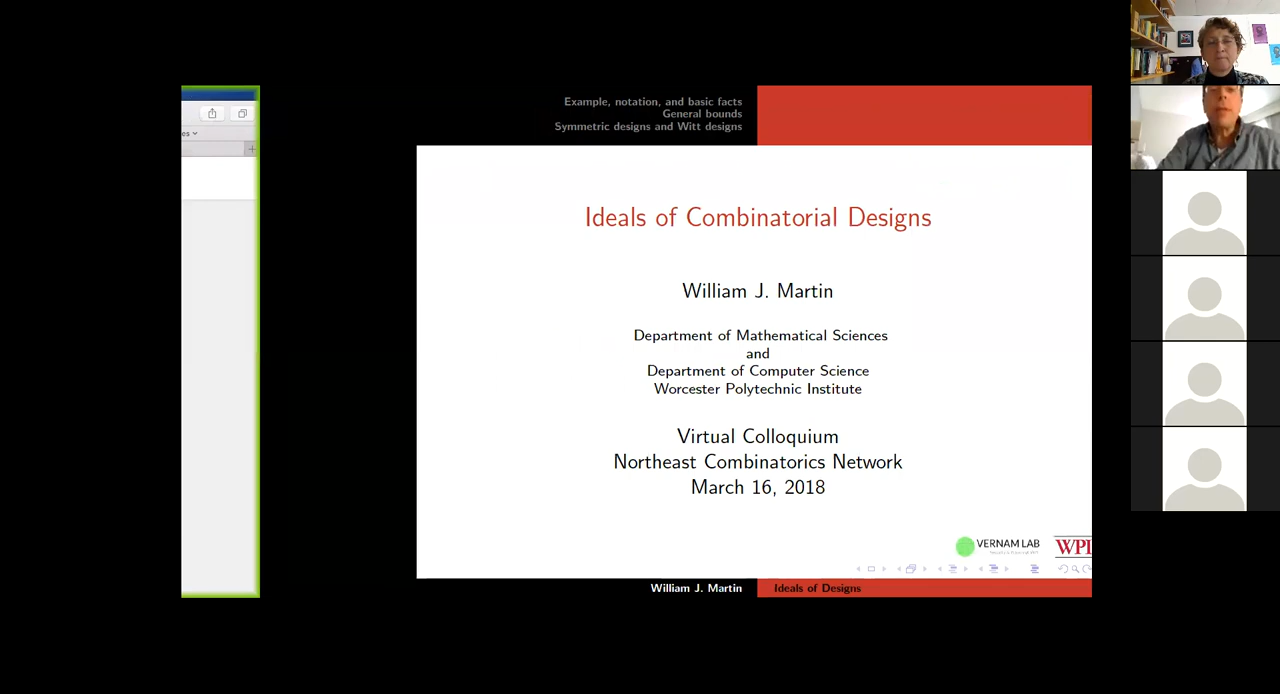 es
Example, notation, and basic facts
General bounds
Symmetric designs and Witt designs
Ideals of Combinatorial Designs
William J. Martin
Department of Mathematical Sciences
and
Department of Computer Science
Worcester Polytechnic Institute
Virtual Colloquium
Northeast Combinatorics Network
March 16, 2018
VERNAM LAB
WPI
William J. Martin
Ideals of Designs